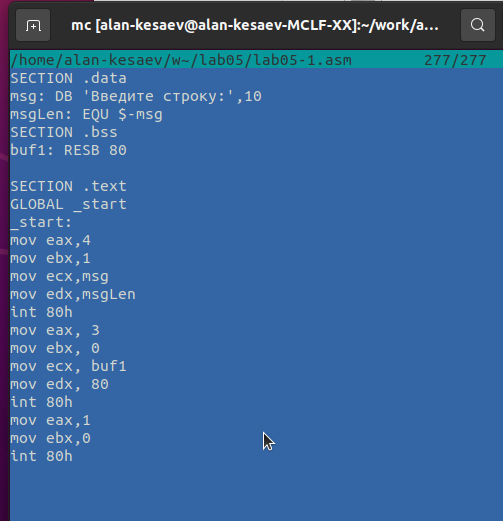 mc [alan-kesaev@alan-kesaev-MCLF-XX]:~/work/a...
/home/alan-kesaev/w~/lab05/lab05-1.asm 277/277
SECTION .data
msg: DB 'Введите строку:',10
msgLen: EQU $-msg
SECTION .bss
buf1: RESB 80
SECTION .text
GLOBAL _start
_start:
mov eax,4
mov ebx,1
mov ecx,msg
mov edx,msgLen
int 80h
mov eax, 3
mov ebx, 0
mov ecx, buf1
mov edx, 80
int 80h
mov eax,1
mov ebx,0
int 80h